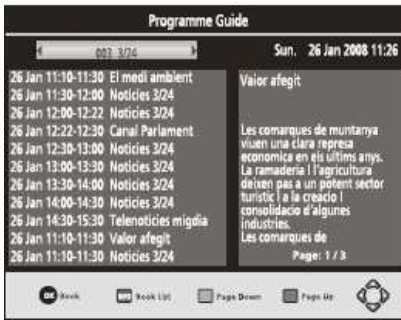 Programme Guide
003 3/24
Sun. 26 Jan 2008 11:26
26 Jan 11:10-11:30 El medi ambient
26 Jan 11:30-12:00 Noticies 3/24
26 Jan 12:00-12:22 Noticies 3/24
26 Jan 12:22-12:30 Canal Parlament
26 Jan 12:30-13:00 Noticies 3/24
26 Jan 13:00-13:30 Noticies 3/24
26 Jan 13:30-14:00 Noticies 3/24
26 Jan 14:00-14:30 Noticies 3/24
26 Jan 14:30-15:30 Telenoticies migdia
26 Jan 11:10-11:30 Valor afegit
26 Jan 11:10-11:30 Noticies 3/24
Valor afegit
Les comarques de muntanya
viuen una clara represa
economica en els ultims anys.
La ramaderia i l'agricultura
deixen pas a un potent sector
turistic i a la creacio i
consolidacio d'algunes
industries.
Les comarques de
Page: 1 / 3
OK Book
Book List
Page Down
Page Up